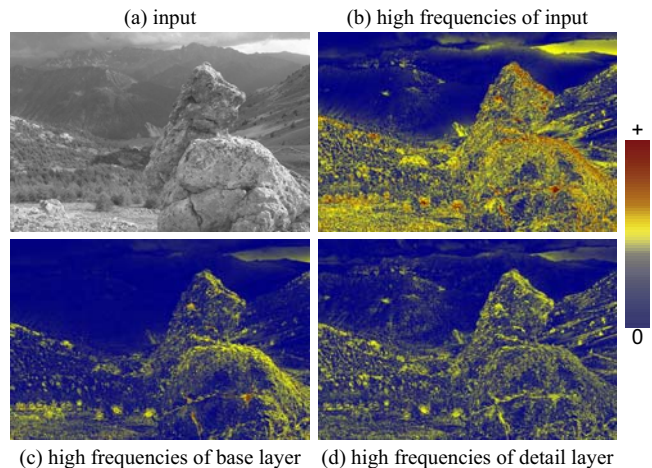 (a) input
(b) high frequencies of input
+
0
(c) high frequencies of base layer
(d) high frequencies of detail layer